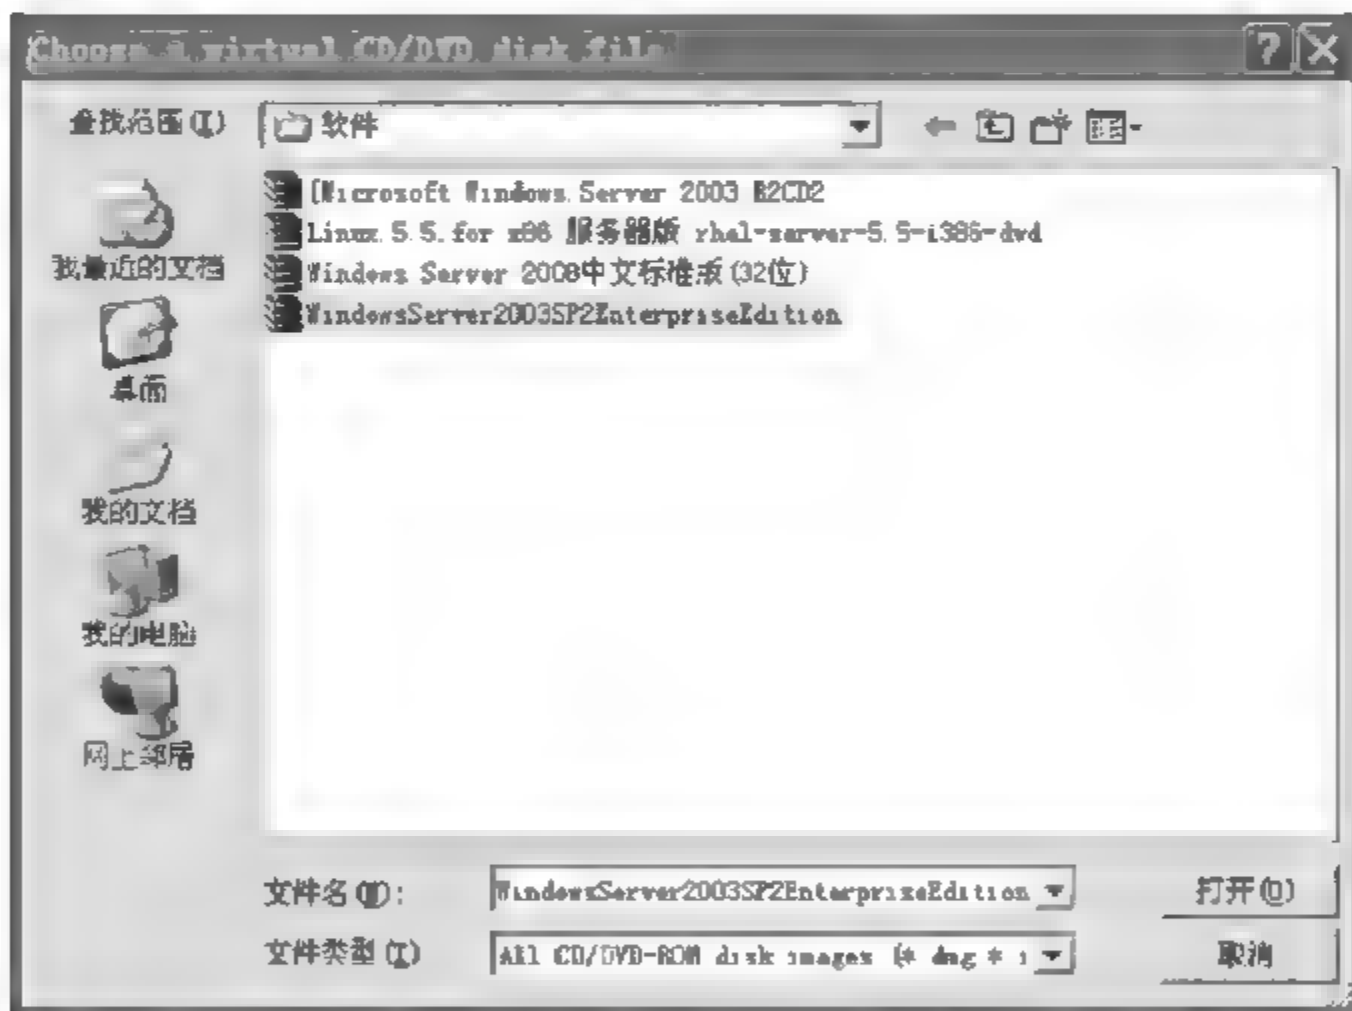 Choose a virtual CD/DVD disk file
查找范围(I)
软件
[Microsoft Windows.Server 2003 R2CD2
Linux.5.5.for x86 服务器版 rhel-server-5.5-i386-dvd
Windows Server 2008中文标准版(32位)
WindowsServer2003SP2EnterpriseEdition
我最近的文档
桌面
我的文档
我的电脑
网上邻居
文件名(N):
WindowsServer2003SP2EnterpriseEdition
打开(O)
文件类型(T)
All CD/DVD-ROM disk images (*.dmg *.i
取消